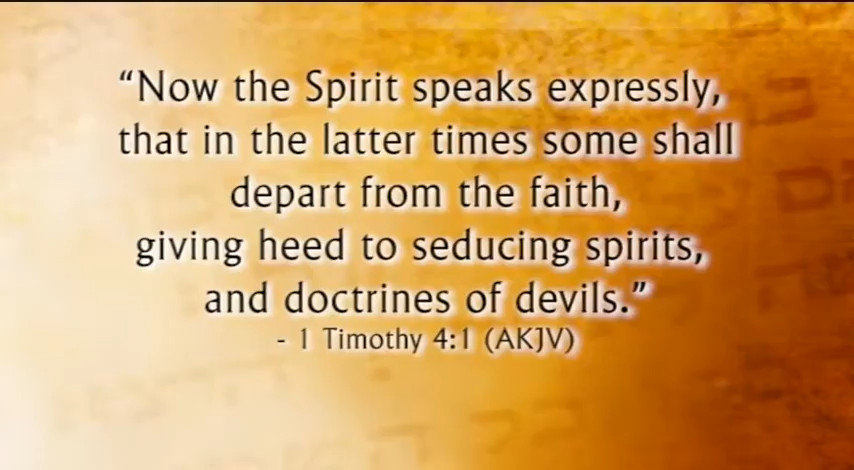 “Now the Spirit speaks expressly,
that in the latter times some shall
depart from the faith,
giving heed to seducing spirits,
and doctrines of devils.”
- 1 Timothy 4:1 (AKJV)